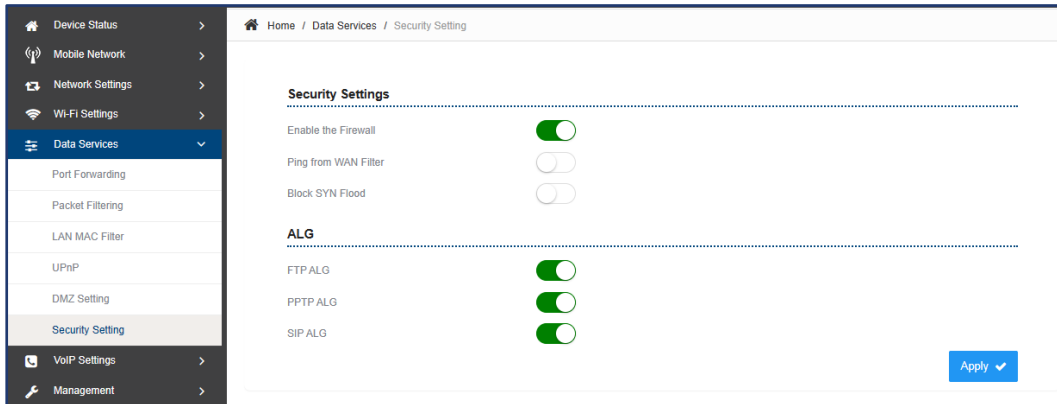 Device Status
Mobile Network
Network Settings
Wi-Fi Settings
Data Services
Port Forwarding
Packet Filtering
LAN MAC Filter
UPnP
DMZ Setting
Security Setting
VoIP Settings
Management
Home / Data Services / Security Setting
Security Settings
Enable the Firewall
Ping from WAN Filter
Block SYN Flood
ALG
FTP ALG
PPTP ALG
SIP ALG
Apply